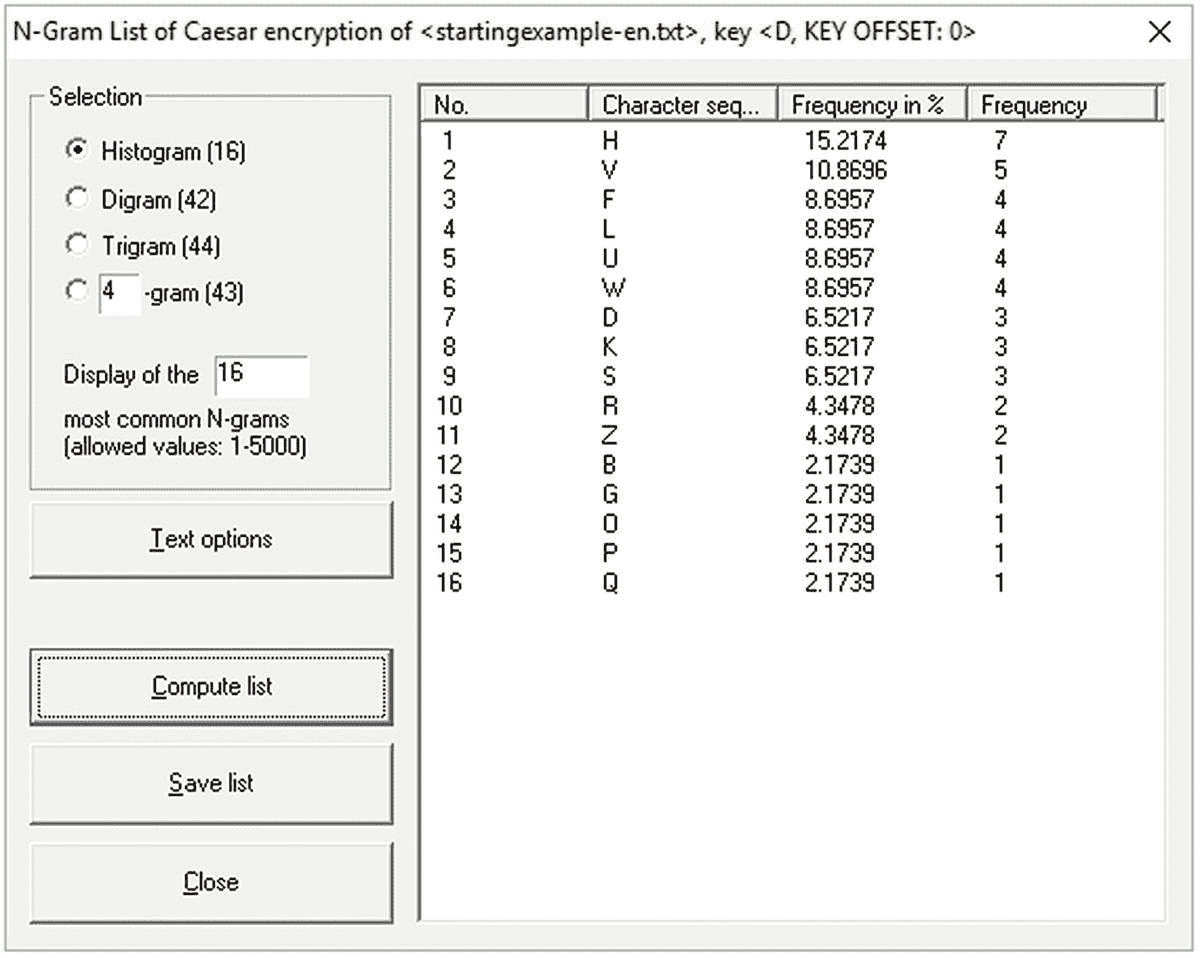 N-Gram List of Caesar encryption of <startingexample-en.txt>, key <D, KEY OFFSET: 0>
Selection
Histogram (16)
Digram (42)
Trigram (44)
4 -gram (43)
Display of the 16
most common N-grams
(allowed values: 1-5000)
Text options
Compute list
Save list
Close
No. Character seq... Frequency in % Frequency
1 H 15.2174 7
2 V 10.8696 5
3 F 8.6957 4
4 L 8.6957 4
5 U 8.6957 4
6 W 8.6957 4
7 D 6.5217 3
8 K 6.5217 3
9 S 6.5217 3
10 R 4.3478 2
11 Z 4.3478 2
12 B 2.1739 1
13 G 2.1739 1
14 O 2.1739 1
15 P 2.1739 1
16 Q 2.1739 1